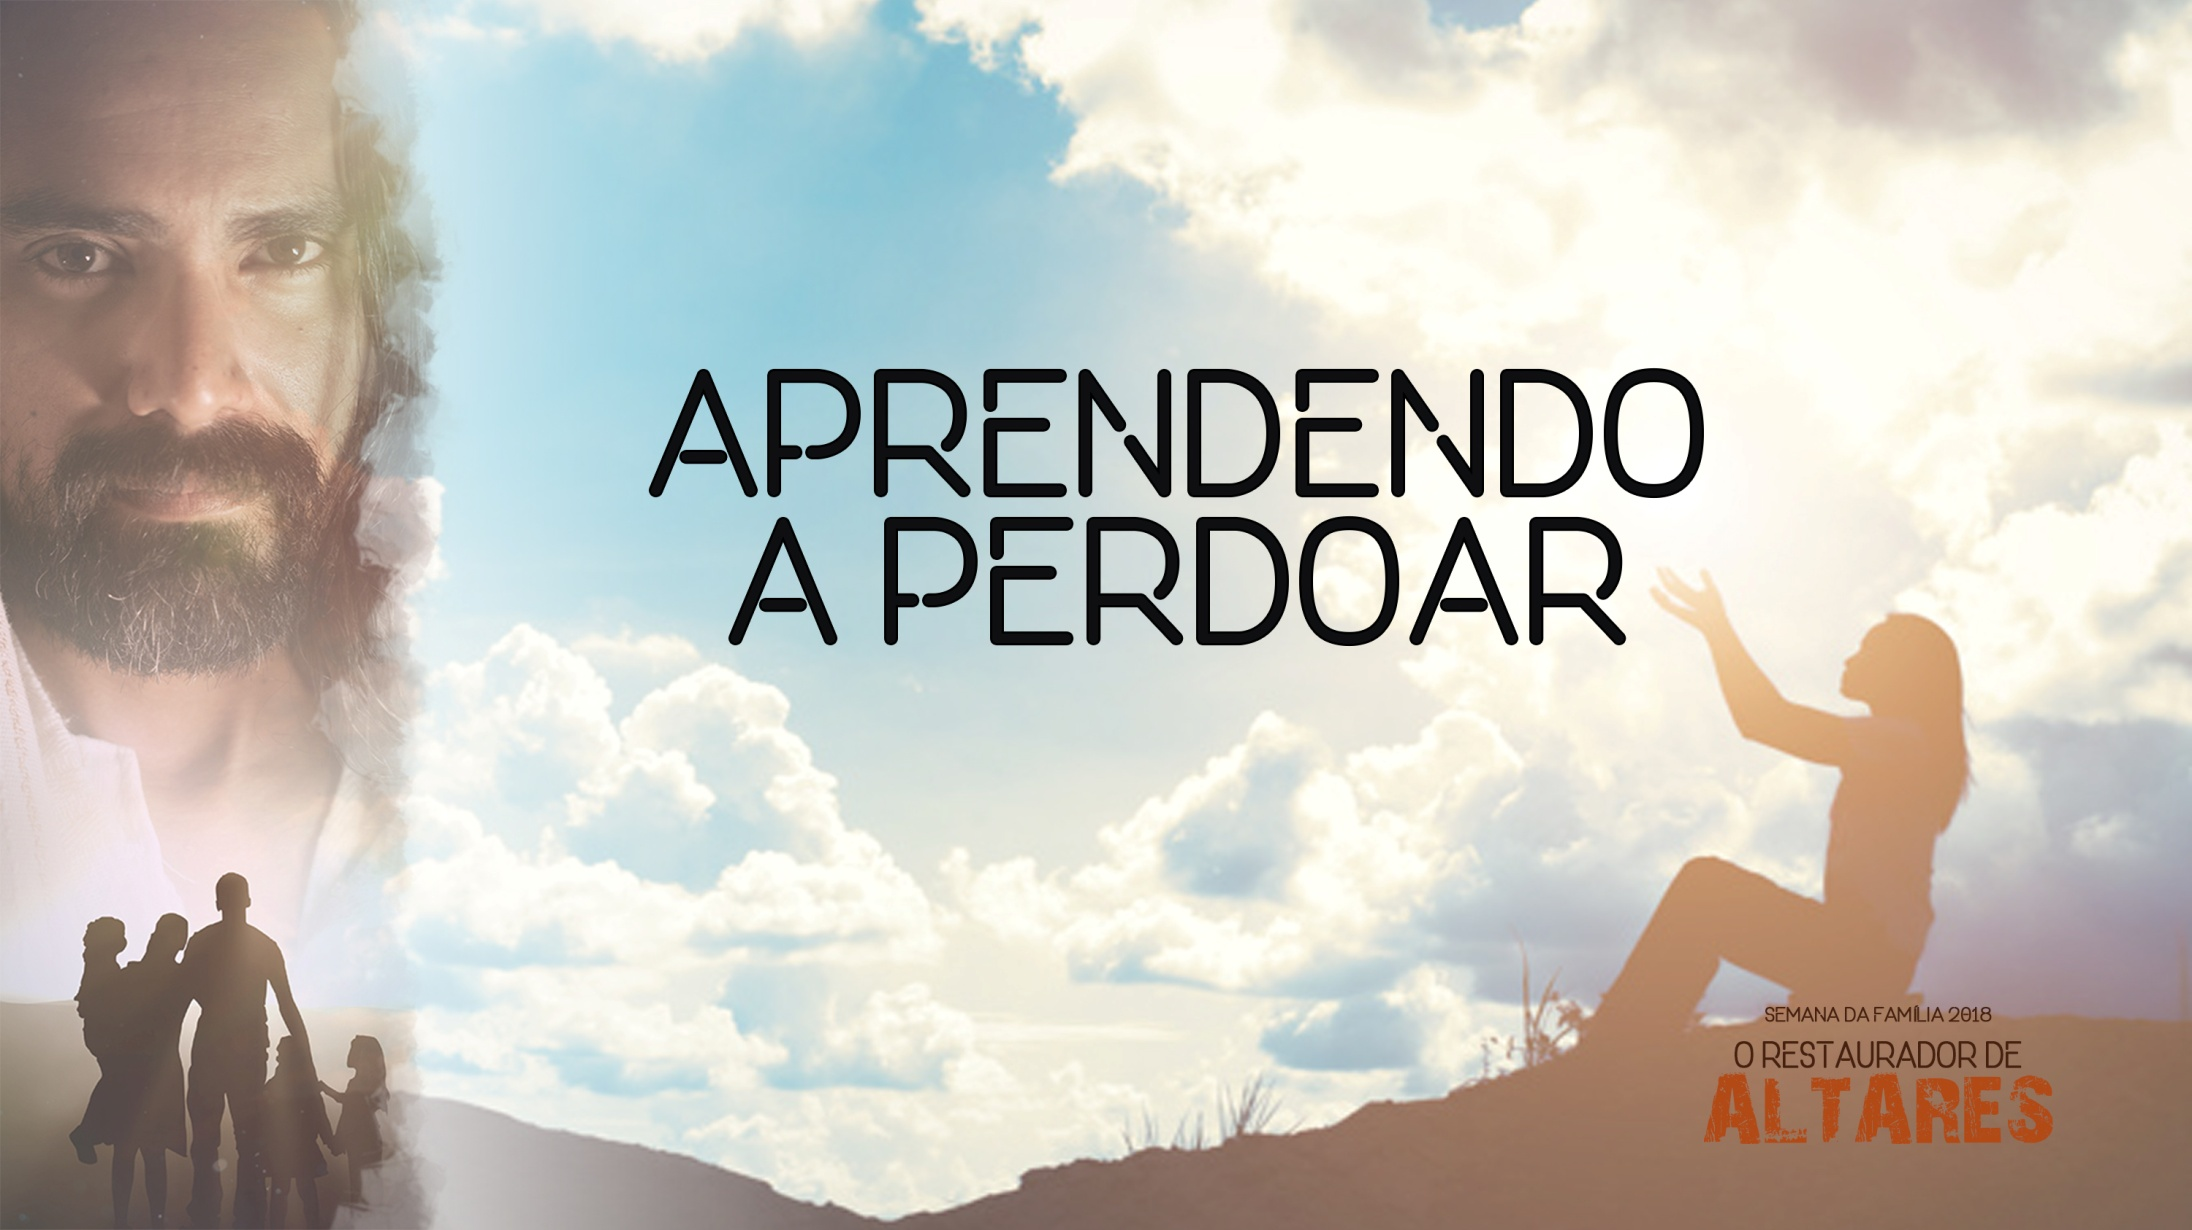 APRENDENDO
A PERDOAR
SEMANA DA FAMÍLIA 2018
O RESTAURADOR DE
ALTARES